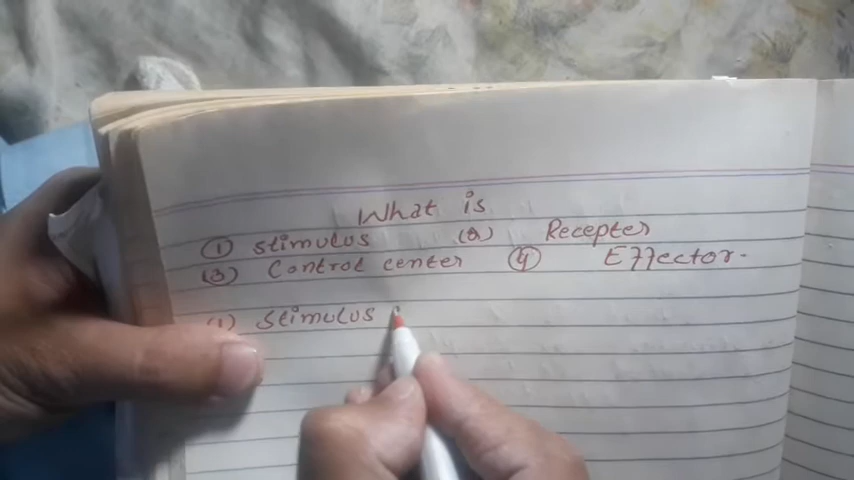 What is
(1) Stimulus (2) Recepter
(3) Control center (4) Effector.
(1) Stimulus